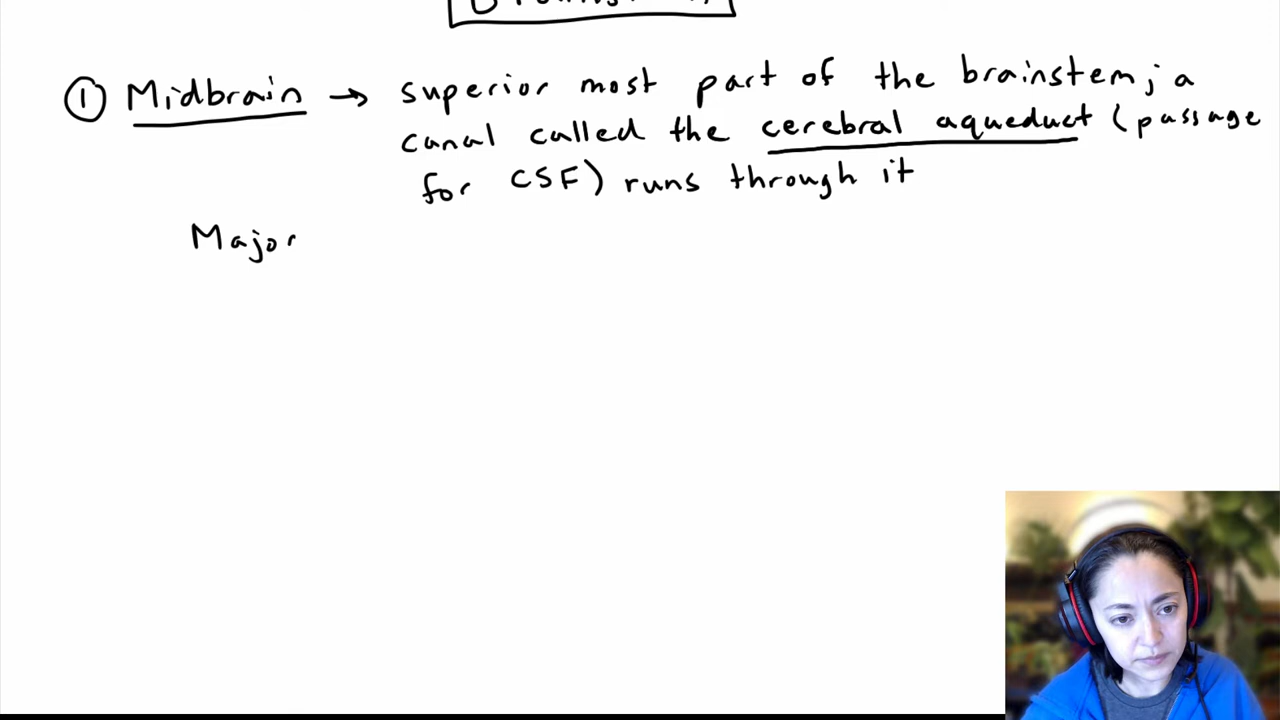 ① Midbrain → superior most part of the brainstem; a
canal called the cerebral aqueduct (passage
for CSF) runs through it
Major